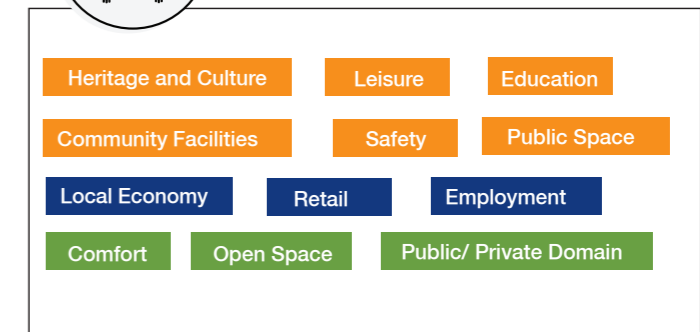 Heritage and Culture Leisure Education
Community Facilities Safety Public Space
Local Economy Retail Employment
Comfort Open Space Public/ Private Domain